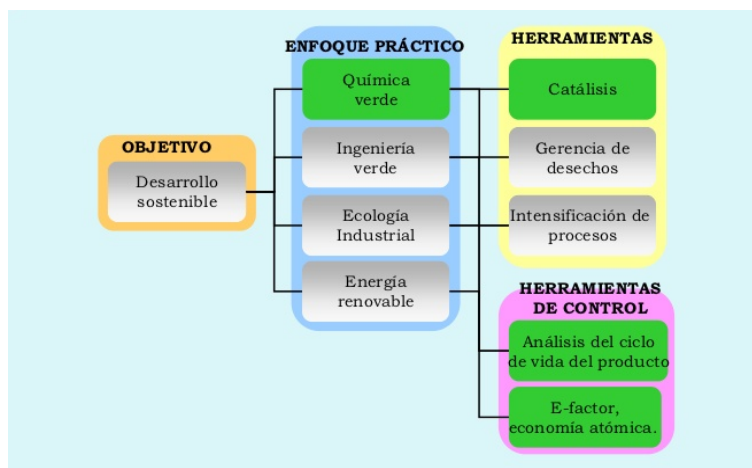 OBJETIVO
Desarrollo
sostenible
ENFOQUE PRÁCTICO
Química
verde
Ingeniería
verde
Ecología
Industrial
Energía
renovable
HERRAMIENTAS
Catálisis
Gerencia de
desechos
Intensificación de
procesos
HERRAMIENTAS
DE CONTROL
Análisis del ciclo
de vida del producto
E-factor,
economía atómica.